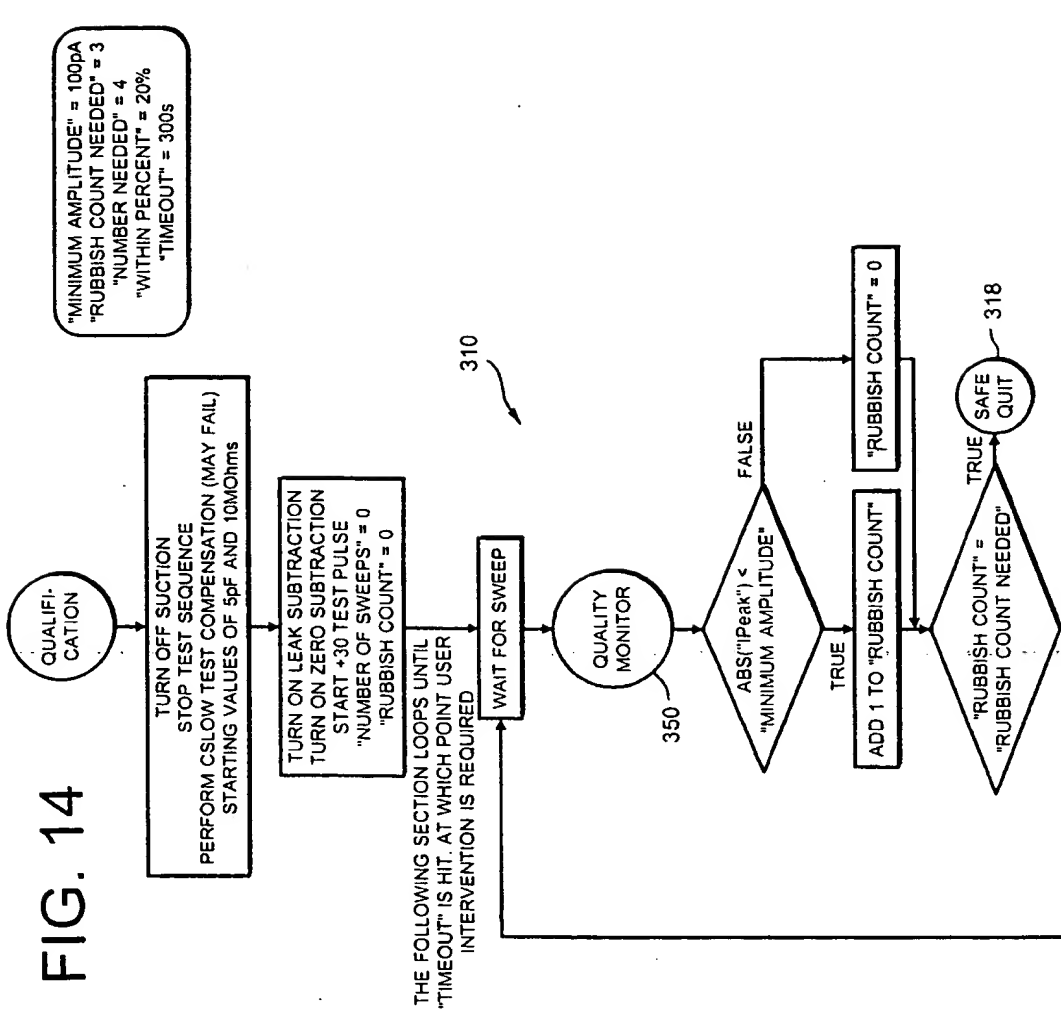 FIG. 14
"MINIMUM AMPLITUDE" = 100pA
"RUBBISH COUNT NEEDED" = 3
"NUMBER NEEDED" = 4
"WITHIN PERCENT" = 20%
"TIMEOUT" = 300s
QUALIFI-
CATION
TURN OFF SUCTION
STOP TEST SEQUENCE
PERFORM CSLOW TEST COMPENSATION (MAY FAIL)
STARTING VALUES OF 5pF AND 10MOhms
TURN ON LEAK SUBTRACTION
TURN ON ZERO SUBTRACTION
START +30 TEST PULSE
"NUMBER OF SWEEPS" = 0
"RUBBISH COUNT" = 0
THE FOLLOWING SECTION LOOPS UNTIL
"TIMEOUT" IS HIT. AT WHICH POINT USER
INTERVENTION IS REQUIRED
310
WAIT FOR SWEEP
QUALITY
MONITOR
350
ABS("IPeak") <
"MINIMUM AMPLITUDE"
FALSE
TRUE
ADD 1 TO "RUBBISH COUNT"
"RUBBISH COUNT" = 0
"RUBBISH COUNT" =
"RUBBISH COUNT NEEDED"
TRUE
SAFE
QUIT
318